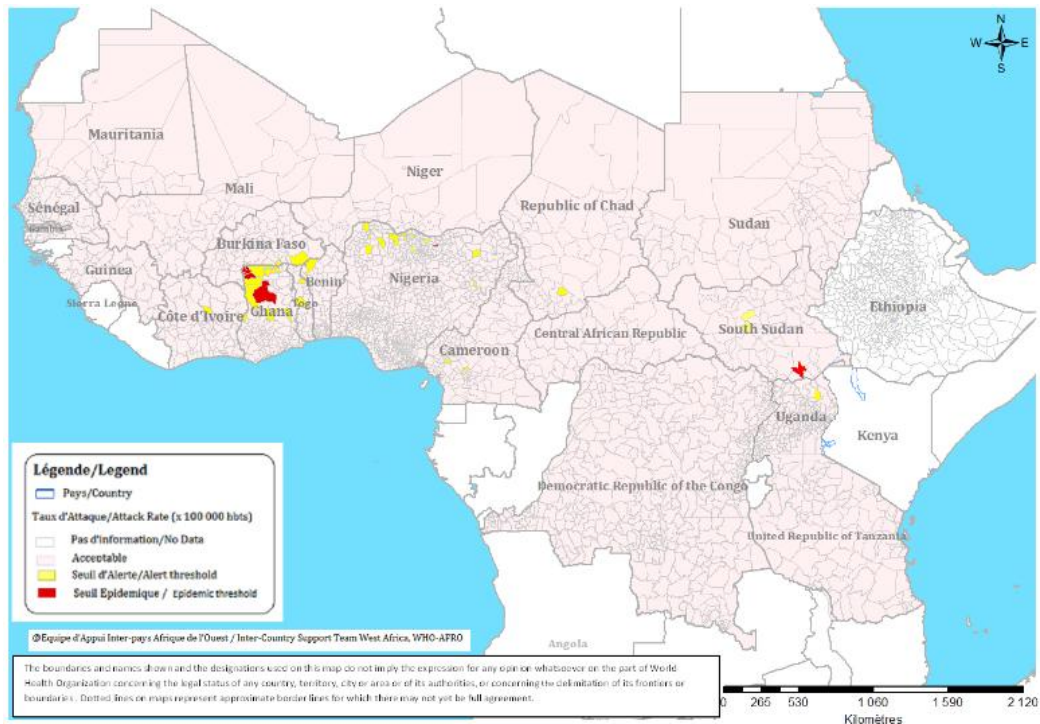 N
W E
S
Mauritania
Mali
Niger
Sénégal
Gambia
Republic of Chad
Sudan
Burkina Faso
Guinea
Benin
Nigeria
Sierra Leone
Togo
Côte d'Ivoire
Ghana
Ethiopia
South Sudan
Central African Republic
Cameroon
Uganda
Kenya
Democratic Republic of the Congo
United Republic of Tanzania
Angola
Légende/Legend
Pays/Country
Taux d'Attaque/Attack Rate (x 100 000 hbts)
Pas d'information/No Data
Acceptable
Seuil d'Alerte/Alert threshold
Seuil Epidemique / Epidemic threshold
@Equipe d'Appui Inter-pays Afrique de l'Ouest / Inter-Country Support Team West Africa, WHO-AFRO
The boundaries and names shown and the designations used on this map do not imply the expression for any opinion whatsoever on the part of World
Health Organization concerning the legal status of any country, territory, city or area or of its authorities, or concerning the delimitation of its frontiers or
boundaries . Dotted lines on maps represent approximate border lines for which there may not yet be full agreement.
0 265 530 1 060 1 590 2 120
Kilomètres